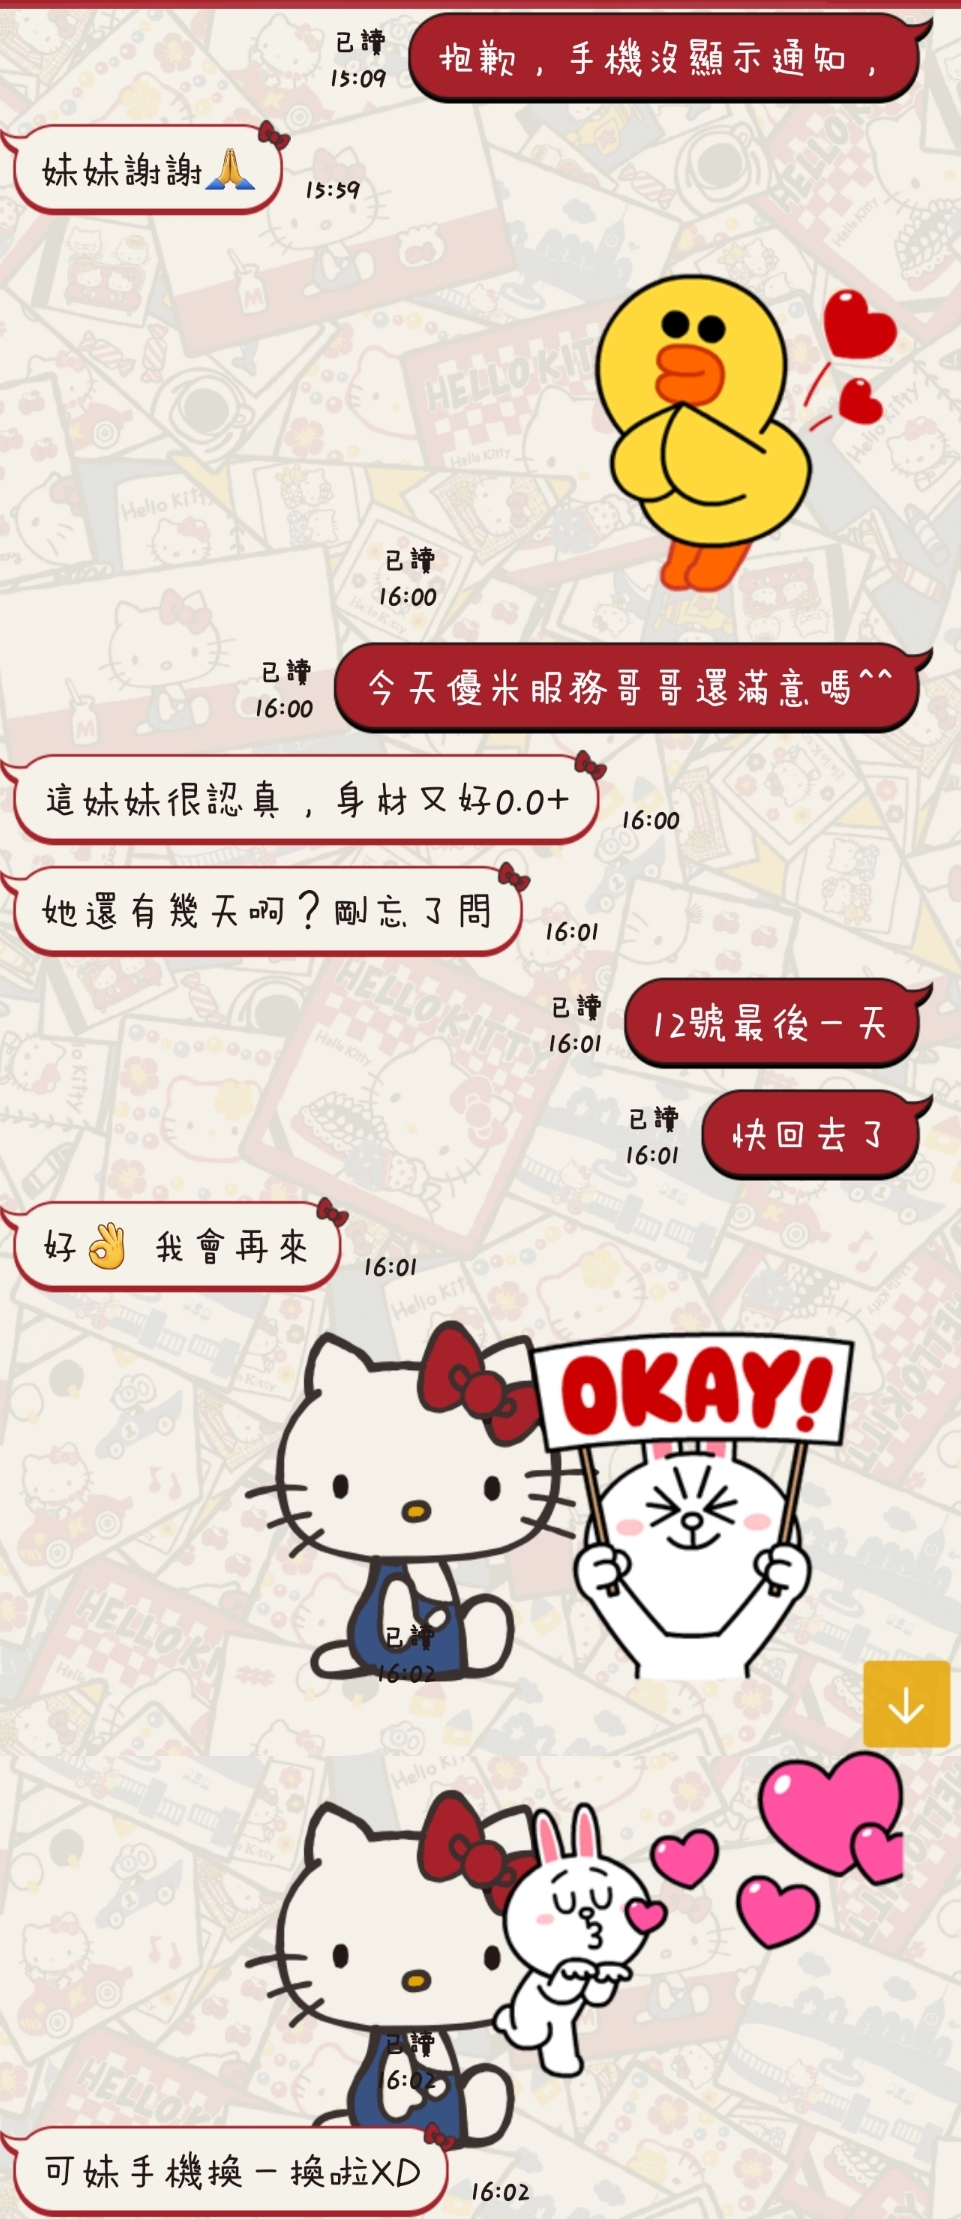 已讀
15:09
抱歉，手機沒顯示通知，
妹妹謝謝🙏
15:59
已讀
16:00
已讀
16:00
今天優米服務哥哥還滿意嗎^^
這妹妹很認真，身材又好0.0+
16:00
她還有幾天啊？剛忘了問
16:01
已讀
16:01
12號最後一天
已讀
16:01
快回去了
好👌 我會再來
16:01
OKAY!
已讀
16:02
已讀
16:02
可妹手機換一換啦XD
16:02
HELLO KITTY
Hello Kitty